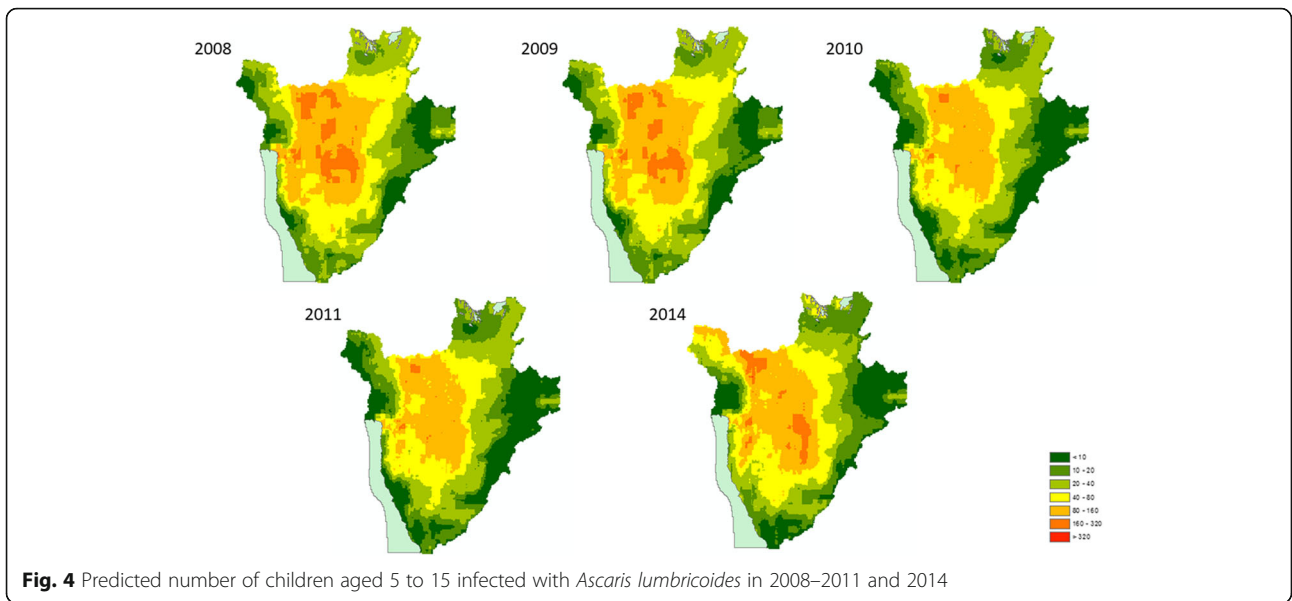 2008
2009
2010
2011
2014
< 10
10 - 20
20 - 40
40 - 80
80 - 160
160 - 320
> 320
Fig. 4 Predicted number of children aged 5 to 15 infected with Ascaris lumbricoides in 2008–2011 and 2014